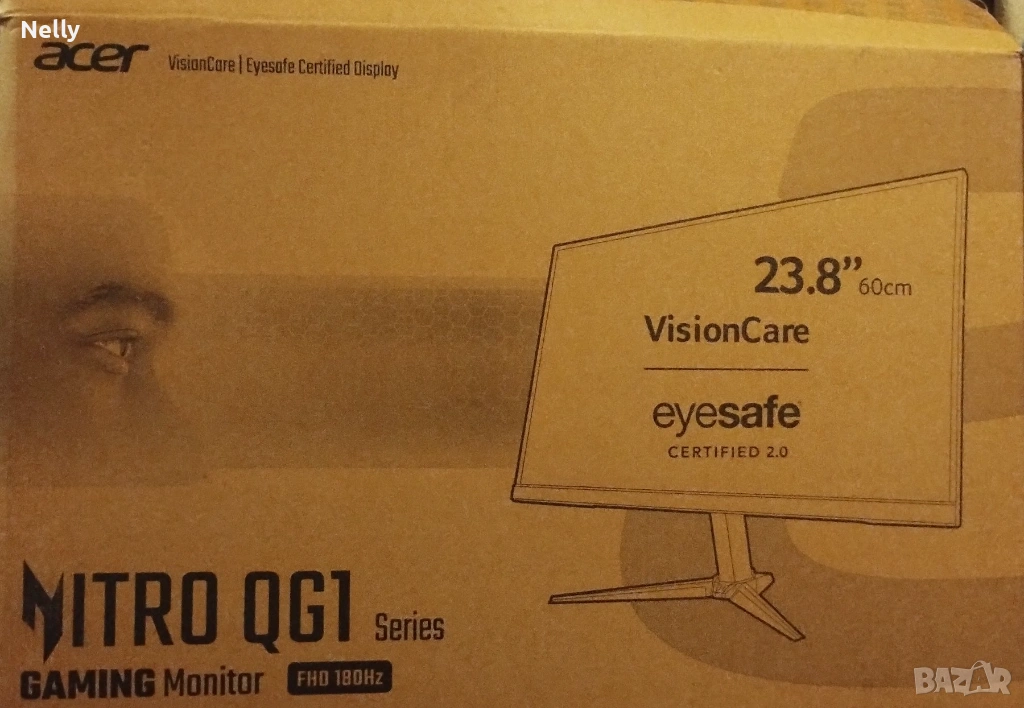 Nelly
acer VisionCare | Eyesafe Certified Display
23.8” 60cm
VisionCare
eyesafe
CERTIFIED 2.0
NITRO QG1 Series
GAMING Monitor FHD 180Hz
BAZAR